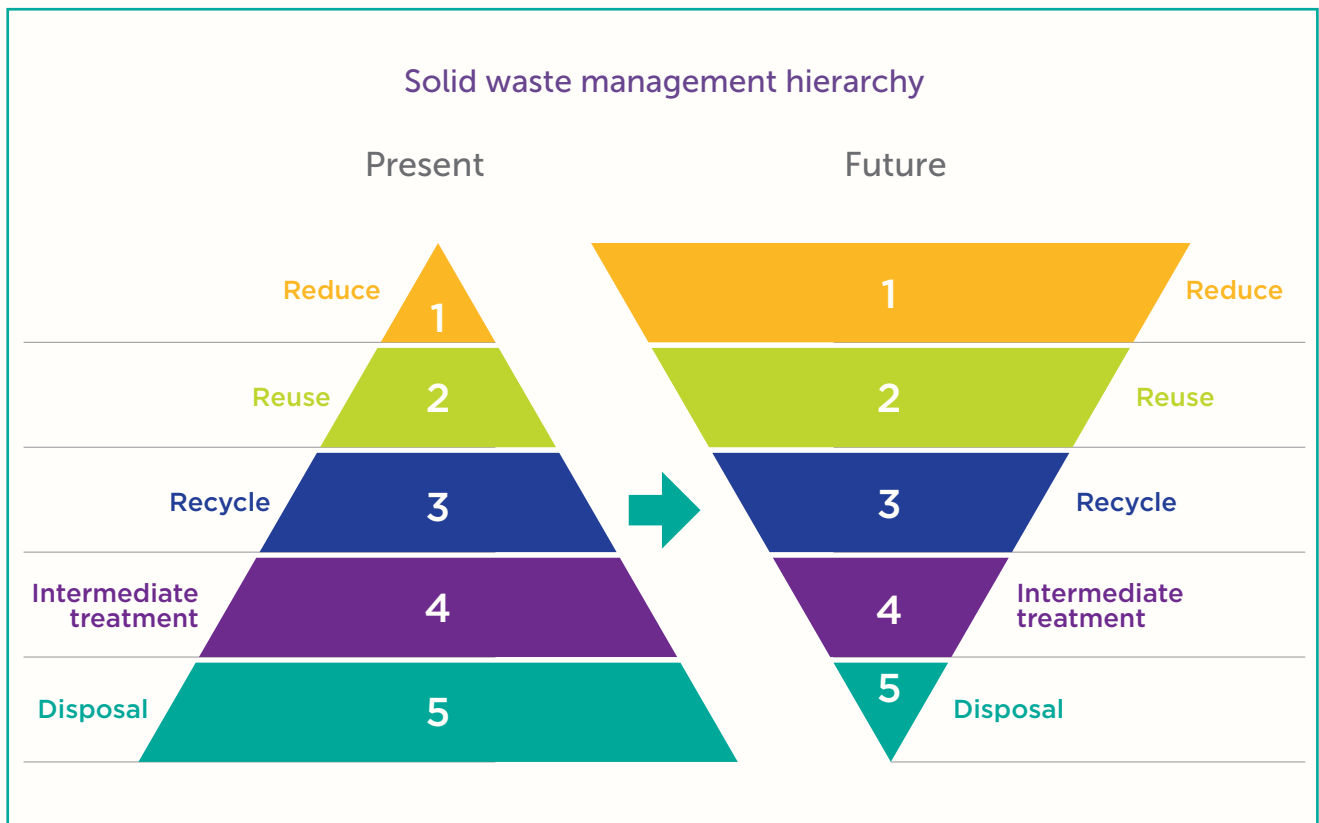 Solid waste management hierarchy
Present
Future
Reduce
1
1
Reduce
Reuse
2
2
Reuse
Recycle
3
3
Recycle
Intermediate
treatment
4
4
Intermediate
treatment
Disposal
5
5
Disposal